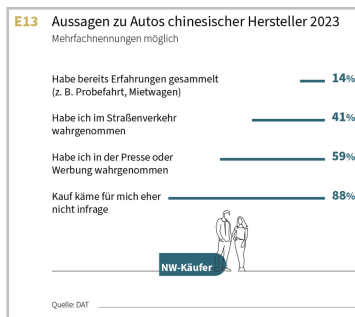 E13 Aussagen zu Autos chinesischer Hersteller 2023
Mehrfachnennungen möglich
Habe bereits Erfahrungen gesammelt
(z. B. Probefahrt, Mietwagen)
14%
Habe ich im Straßenverkehr
wahrgenommen
41%
Habe ich in der Presse oder
Werbung wahrgenommen
59%
Kauf käme für mich eher
nicht infrage
88%
NW-Käufer
Quelle: DAT